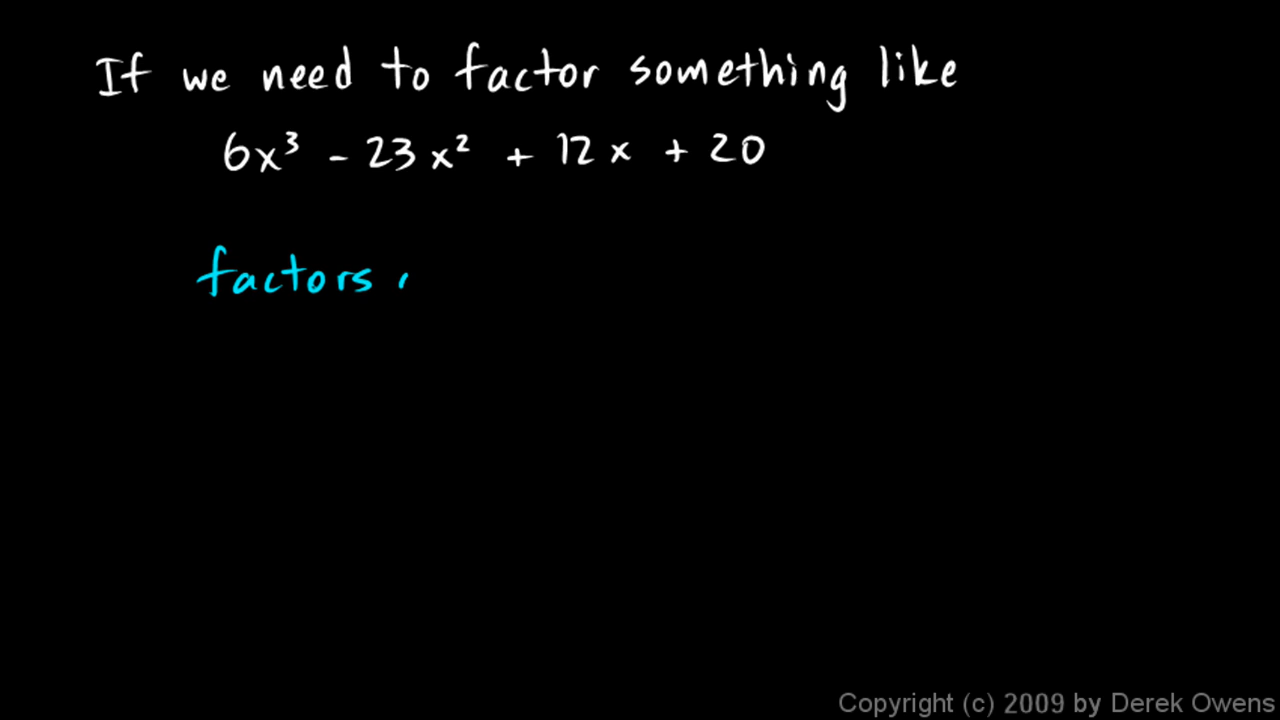 If we need to factor something like
6x³ - 23x² + 12x + 20
factors
Copyright (c) 2009 by Derek Owens